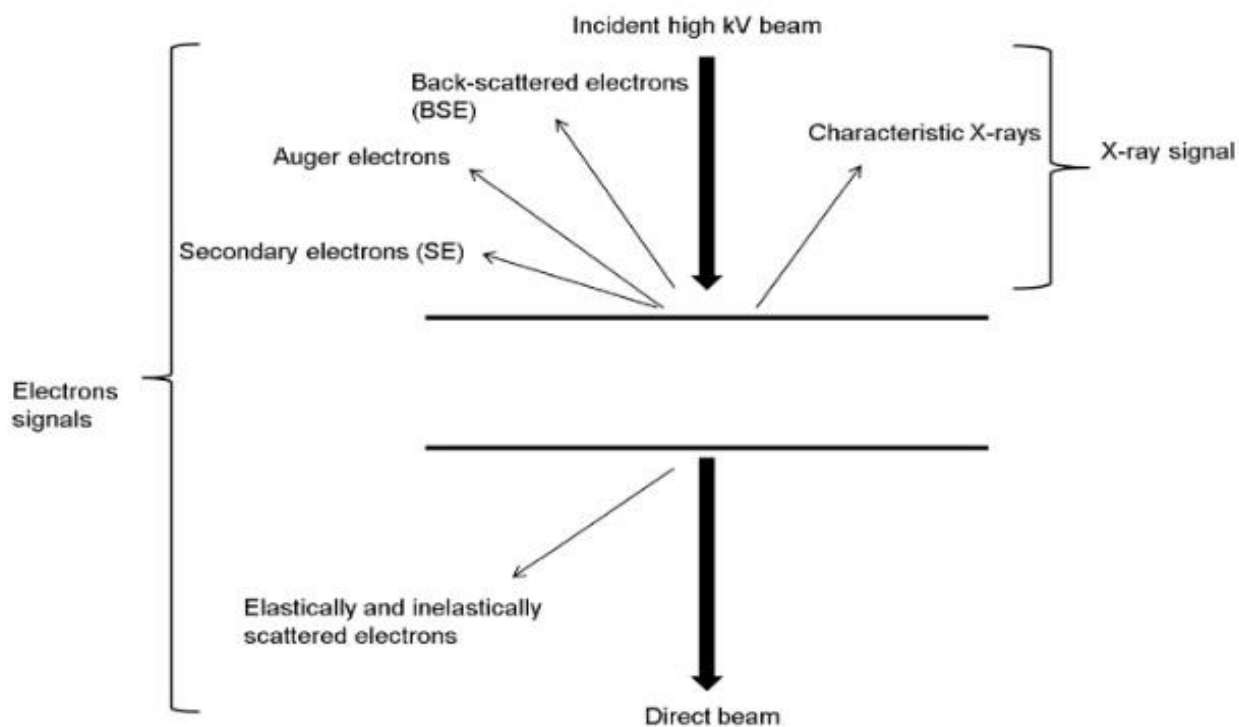 Incident high kV beam
Back-scattered electrons
(BSE)
Characteristic X-rays
Auger electrons
X-ray signal
Secondary electrons (SE)
Electrons
signals
Elastically and inelastically
scattered electrons
Direct beam